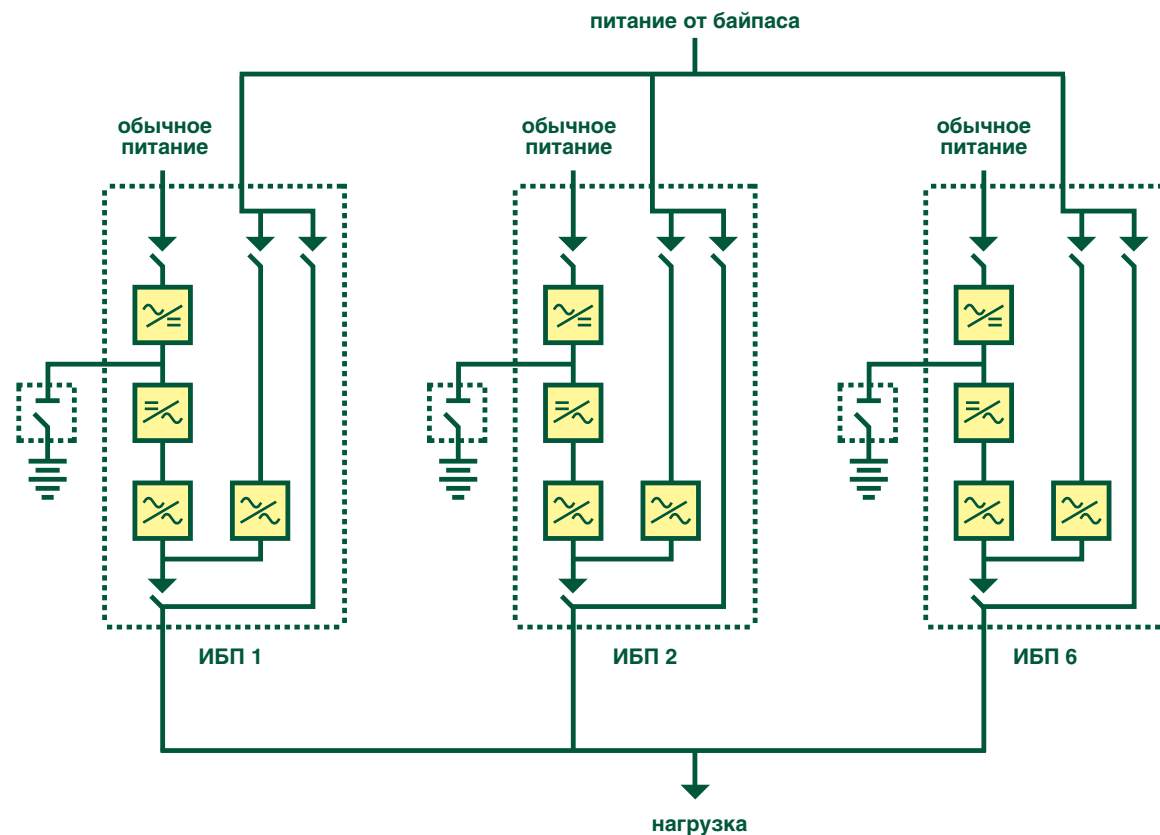 питание от байпаса
обычное
питание
обычное
питание
обычное
питание
ИБП 1
ИБП 2
ИБП 6
нагрузка